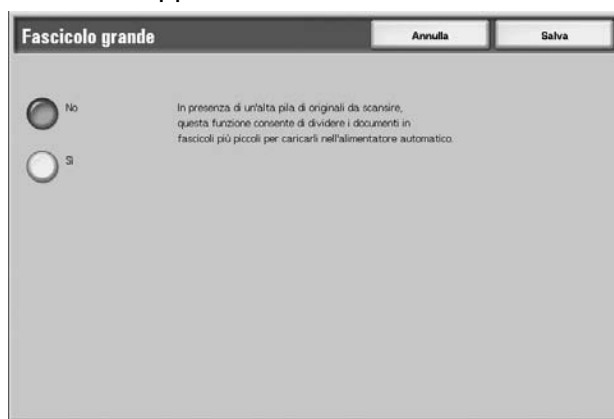 Fascicolo grande
Annulla
Salva
No
In presenza di un'alta pila di originali da scansire,
questa funzione consente di dividere i documenti in
fascicoli più piccoli per caricarli nell'alimentatore automatico.
Sì